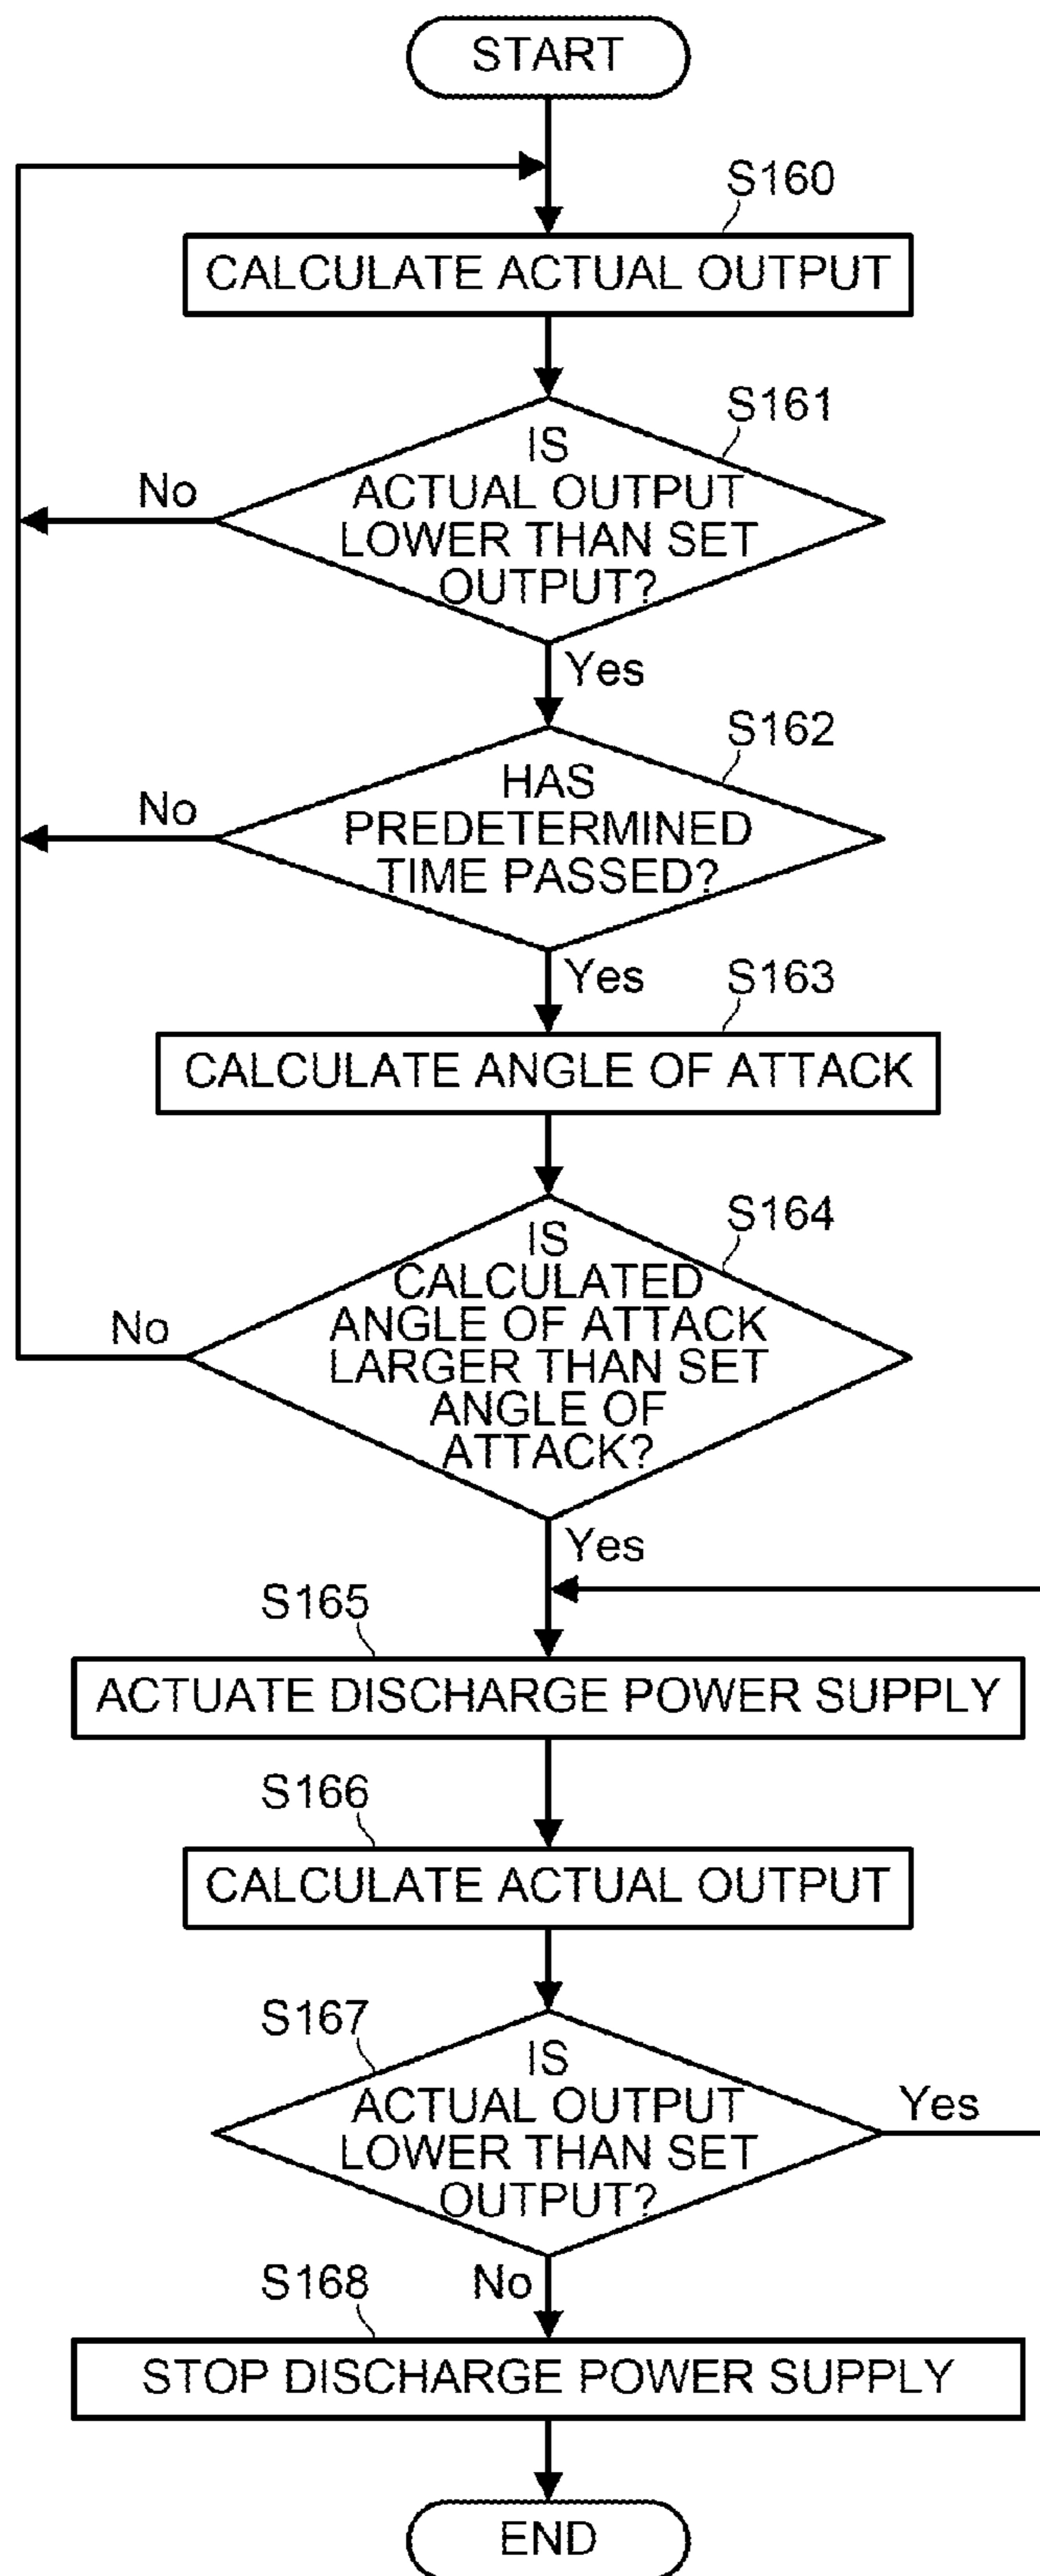 START
S160
CALCULATE ACTUAL OUTPUT
S161
IS
ACTUAL OUTPUT
LOWER THAN SET
OUTPUT?
No
Yes
S162
HAS
PREDETERMINED
TIME PASSED?
No
Yes
S163
CALCULATE ANGLE OF ATTACK
S164
IS
CALCULATED
ANGLE OF ATTACK
LARGER THAN SET
ANGLE OF
ATTACK?
No
Yes
S165
ACTUATE DISCHARGE POWER SUPPLY
S166
CALCULATE ACTUAL OUTPUT
S167
IS
ACTUAL OUTPUT
LOWER THAN SET
OUTPUT?
Yes
No
S168
STOP DISCHARGE POWER SUPPLY
END